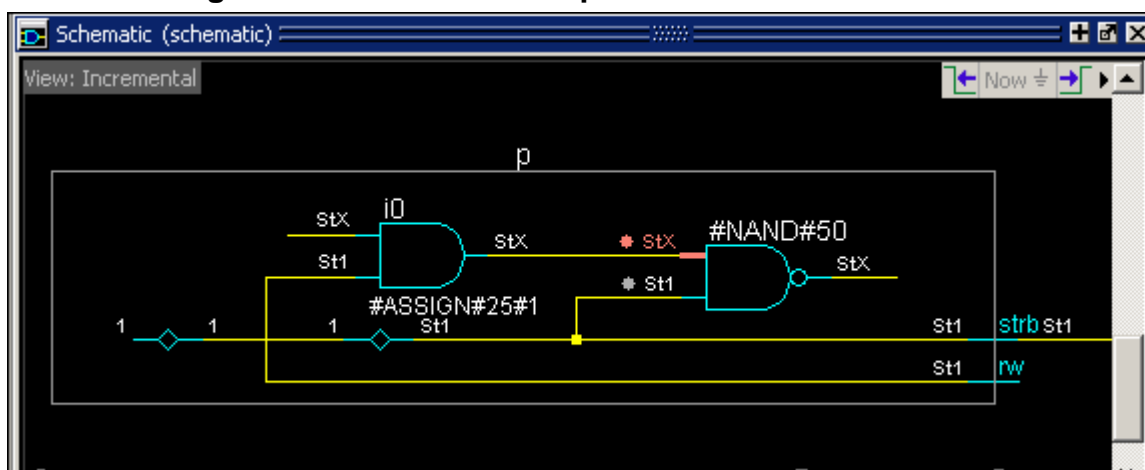 Schematic (schematic)
View: Incremental
Now
p
i0
StX
StX
St1
StX
#NAND#50
StX
St1
#ASSIGN#25#1
1
1
1
St1
St1
strb
St1
St1
rw